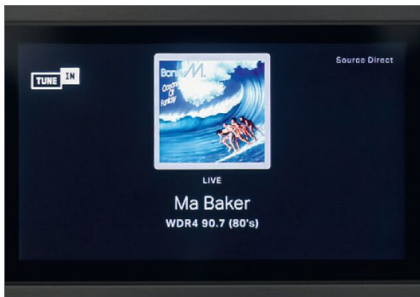 TUNE IN
Source Direct
Boney M.
Oceans
Of
Fantasy
LIVE
Ma Baker
WDR4 90.7 (80's)